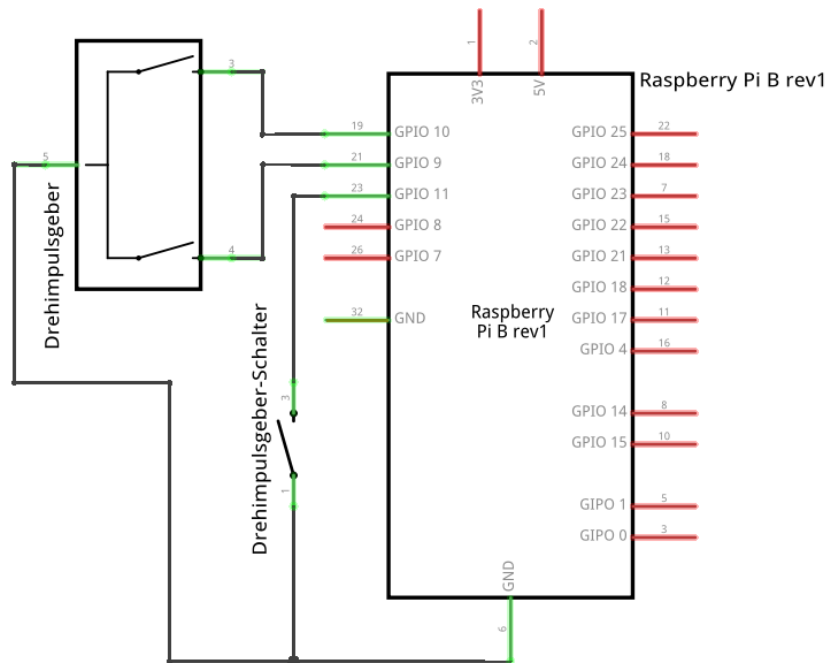 1
2
3V3
5V
Raspberry Pi B rev1
3
19
GPIO 10
GPIO 25
22
5
21
GPIO 9
GPIO 24
18
23
GPIO 11
GPIO 23
7
24
GPIO 8
GPIO 22
15
4
26
GPIO 7
GPIO 21
13
GPIO 18
12
32
GND
Raspberry
Pi B rev1
GPIO 17
11
GPIO 4
16
Drehimpulsgeber
3
1
Drehimpulsgeber-Schalter
GPIO 14
8
GPIO 15
10
GIPO 1
5
GIPO 0
3
GND
6